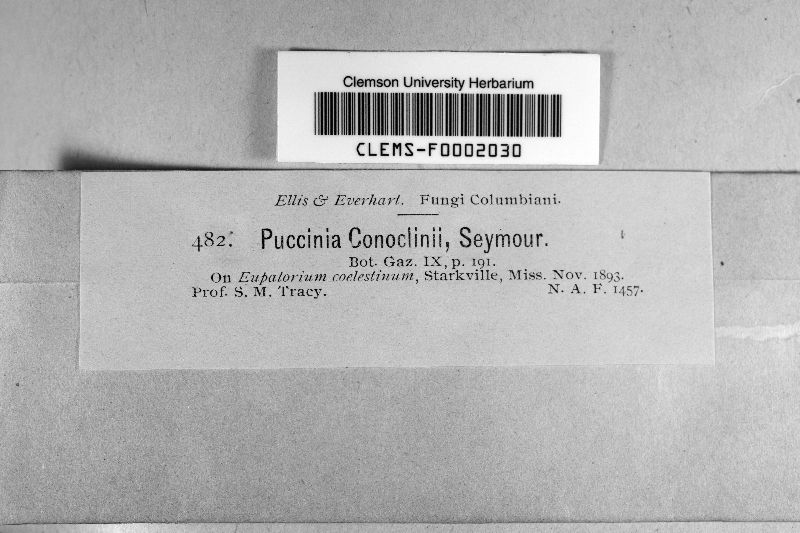 Clemson University Herbarium
CLEMS-F0002030
Ellis & Everhart. Fungi Columbiani.
482. Puccinia Conoclinii, Seymour.
Bot. Gaz. IX, p. 191.
On Eupatorium coelestinum, Starkville, Miss. Nov. 1893.
Prof. S. M. Tracy. N. A. F. 1457.